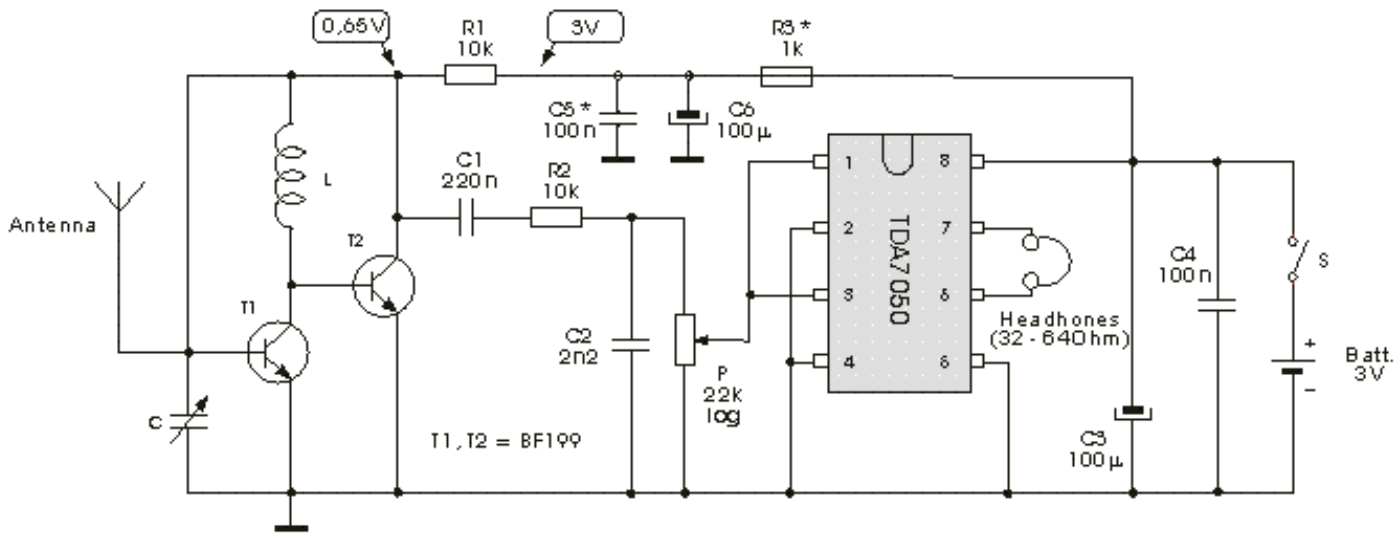 0,65V
R1
10k
3V
R3 *
1k
C5 *
100n
C6
100µ
C1
220n
R2
10k
L
T2
Antenna
T1
C2
2n2
P
22k
log
C
T1, T2 = BF199
1
2
3
4
TDA7050
8
7
6
5
Headhones
(32 - 64Ohm)
C4
100n
S
+
−
Batt.
3V
C3
100µ